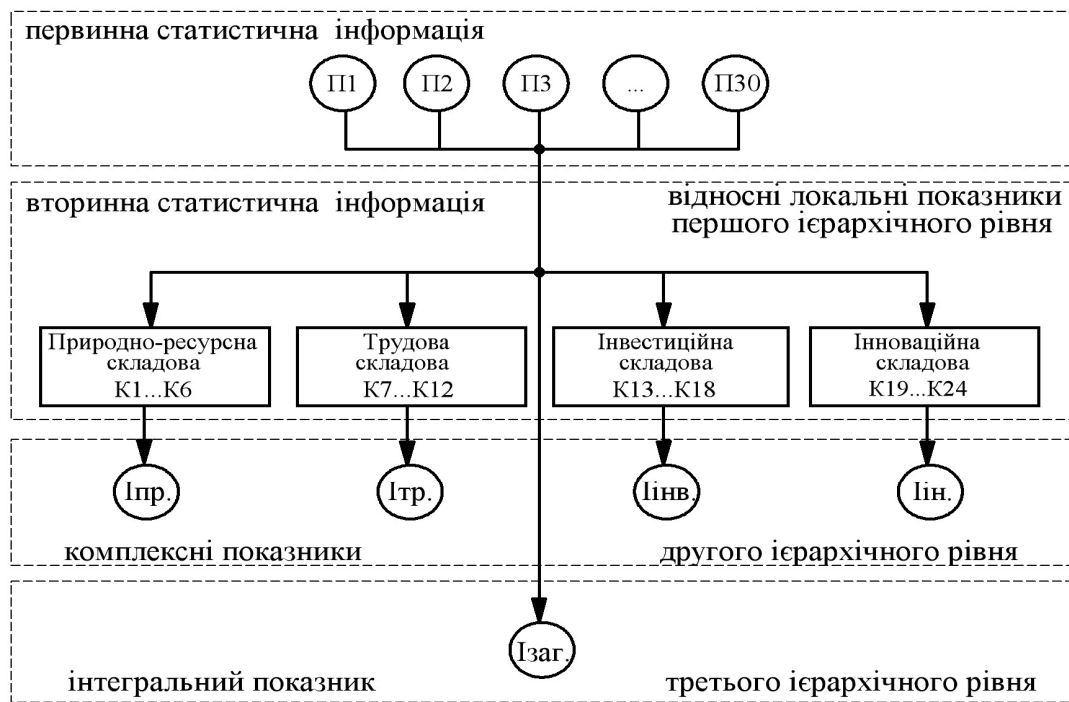 первинна статистична інформація
П1 П2 П3 ... П30
вторинна статистична інформація
відносні локальні показники
першого ієрархічного рівня
Природно-ресурсна
складова
К1...К6
Трудова
складова
К7...К12
Інвестиційна
складова
К13...К18
Інноваційна
складова
К19...К24
Іпр. Ітр. Іінв. Іін.
комплексні показники другого ієрархічного рівня
Ізаг.
інтегральний показник третього ієрархічного рівня